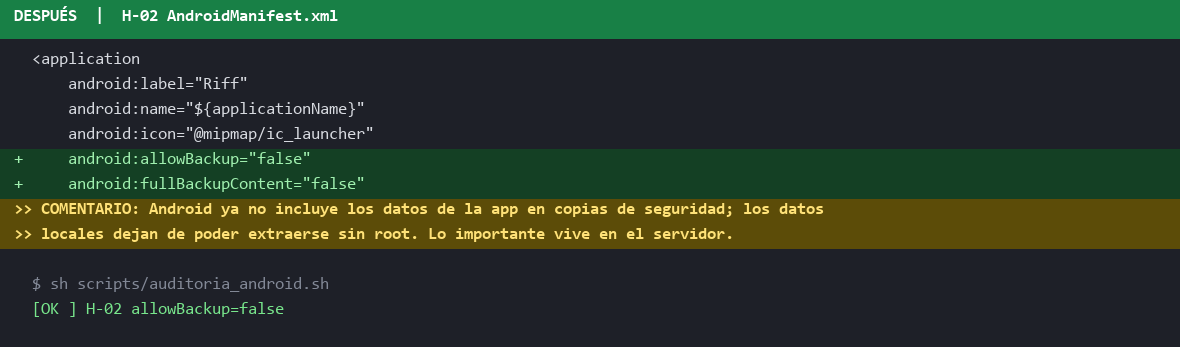 DESPUÉS | H-02 AndroidManifest.xml
<application
android:label="Riff"
android:name="${applicationName}"
android:icon="@mipmap/ic_launcher"
+ android:allowBackup="false"
+ android:fullBackupContent="false"
>> COMENTARIO: Android ya no incluye los datos de la app en copias de seguridad; los datos
>> locales dejan de poder extraerse sin root. Lo importante vive en el servidor.
$ sh scripts/auditoria_android.sh
[OK ] H-02 allowBackup=false